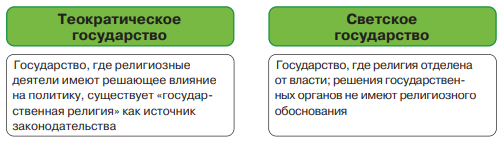 Теократическое
государство
Государство, где религиозные
деятели имеют решающее влияние
на политику, существует «государ-
ственная религия» как источник
законодательства
Светское
государство
Государство, где религия отделена
от власти; решения государствен-
ных органов не имеют религиозного
обоснования